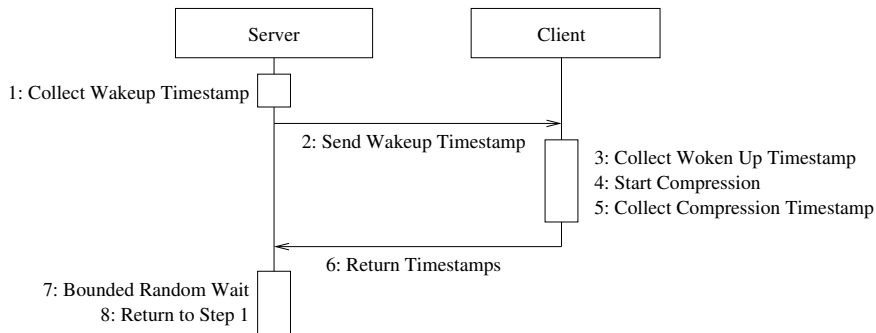 Server
Client
1: Collect Wakeup Timestamp
2: Send Wakeup Timestamp
3: Collect Woken Up Timestamp
4: Start Compression
5: Collect Compression Timestamp
6: Return Timestamps
7: Bounded Random Wait
8: Return to Step 1